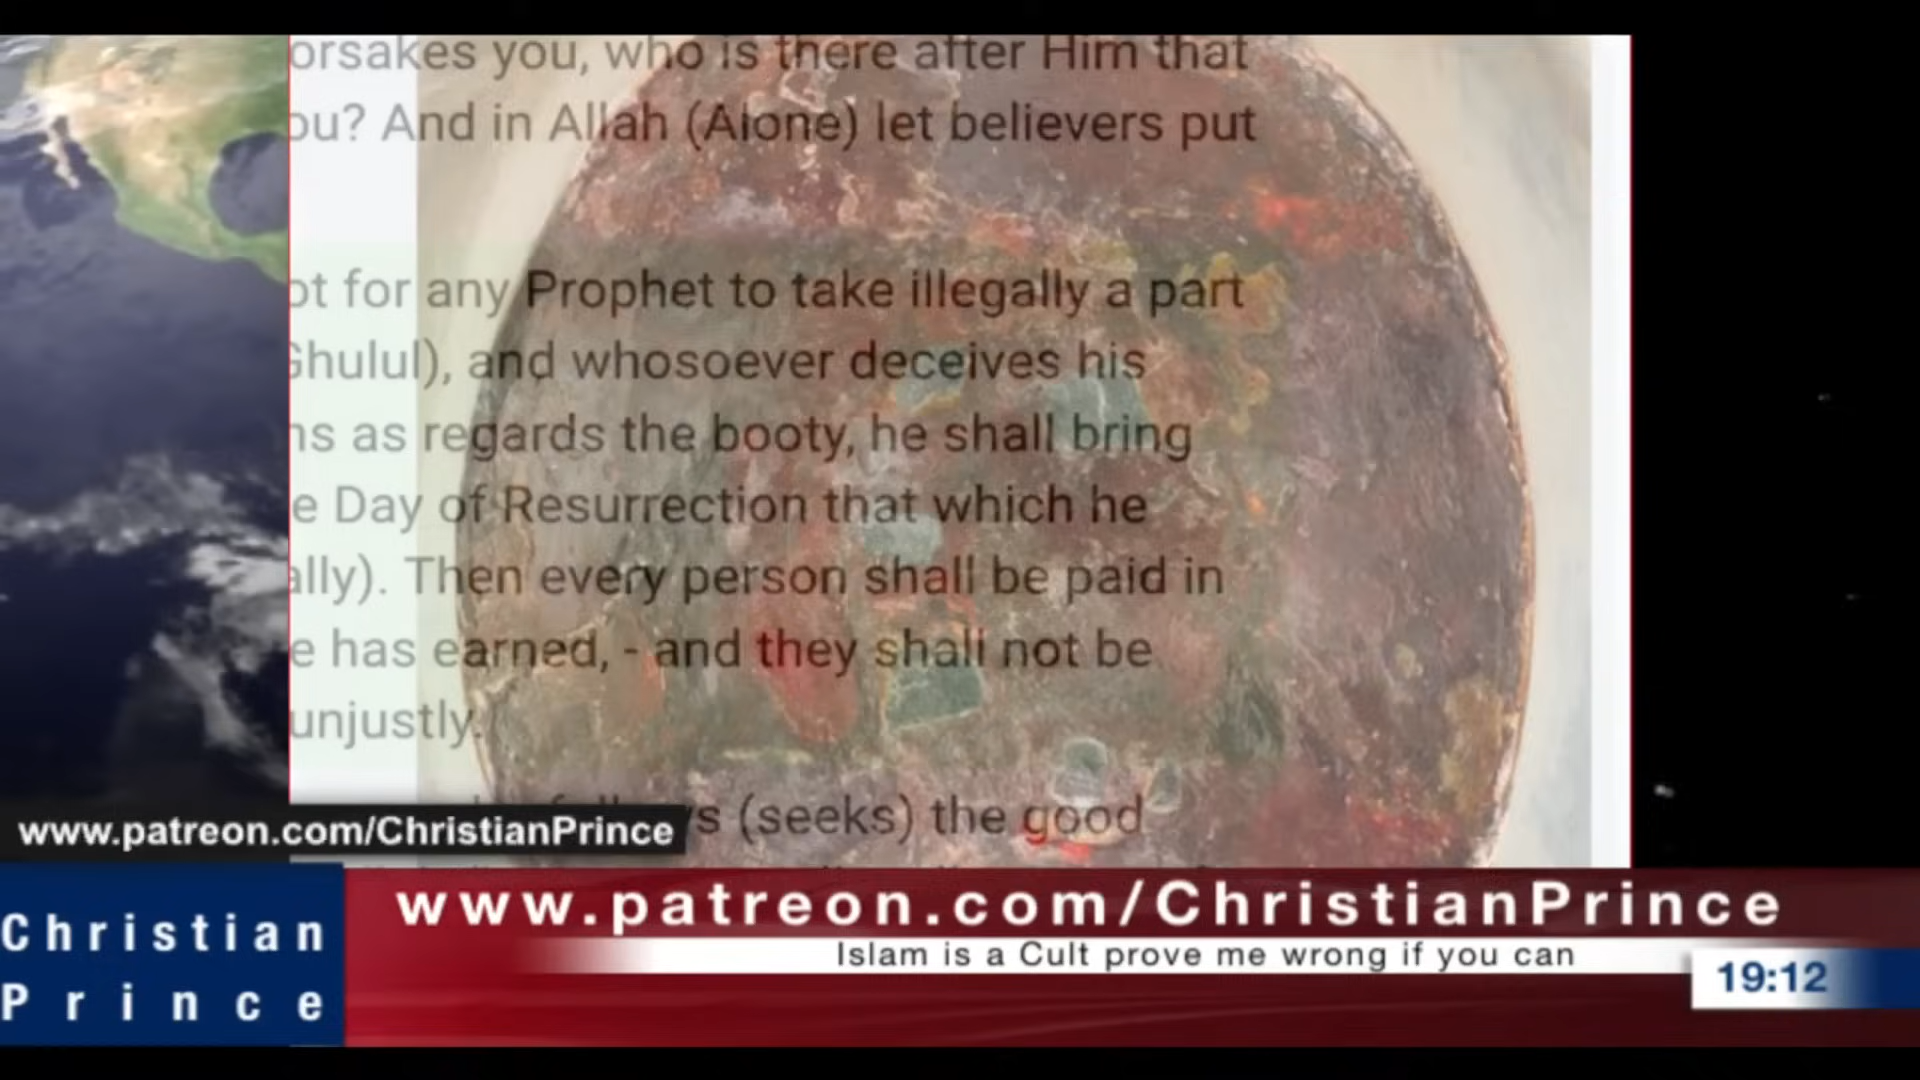 orsakes you, who is there after Him that
ou? And in Allah (Alone) let believers put
ot for any Prophet to take illegally a part
Ghulul), and whosoever deceives his
ns as regards the booty, he shall bring
e Day of Resurrection that which he
ally). Then every person shall be paid in
e has earned, - and they shall not be
unjustly.
(seeks) the good
www.patreon.com/ChristianPrince
www.patreon.com/ChristianPrince
Christian
Prince
Islam is a Cult prove me wrong if you can
19:12